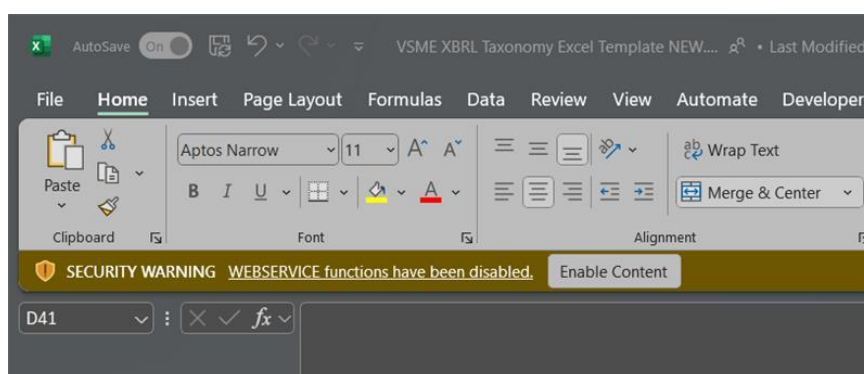 AutoSave On VSME XBRL Taxonomy Excel Template NEW.... • Last Modified
File Home Insert Page Layout Formulas Data Review View Automate Developer
Aptos Narrow 11 A^ A˅ ab Wrap Text
Paste B I U A Merge & Center
Clipboard Font Alignment
SECURITY WARNING WEBSERVICE functions have been disabled. Enable Content
D41 fx